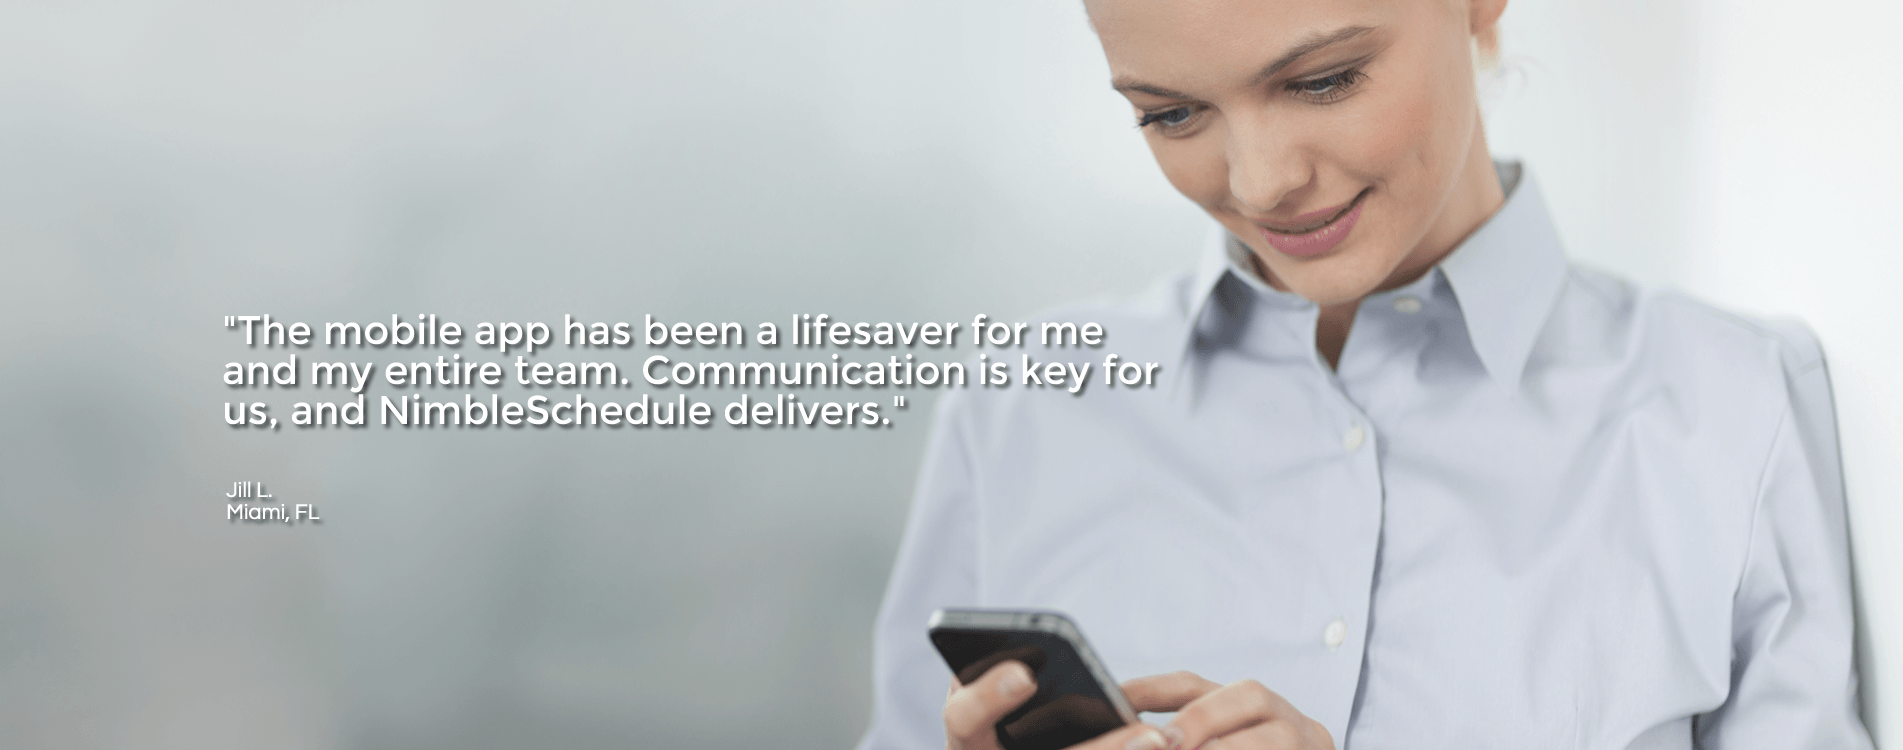 "The mobile app has been a lifesaver for me
and my entire team. Communication is key for
us, and NimbleSchedule delivers."
Jill L.
Miami, FL